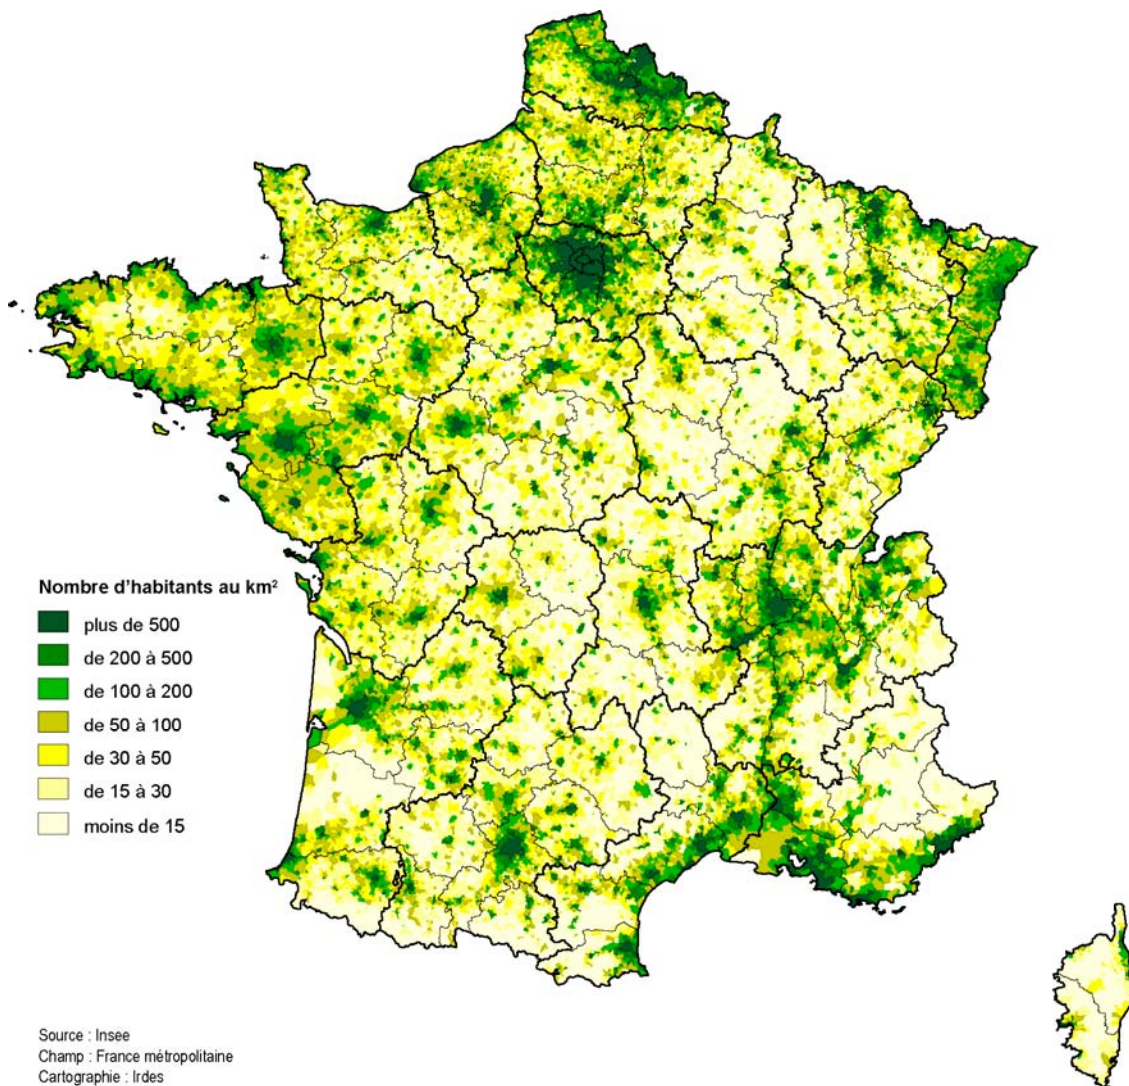 Nombre d'habitants au km²
plus de 500
de 200 à 500
de 100 à 200
de 50 à 100
de 30 à 50
de 15 à 30
moins de 15
Source : Insee
Champ : France métropolitaine
Cartographie : Irdes